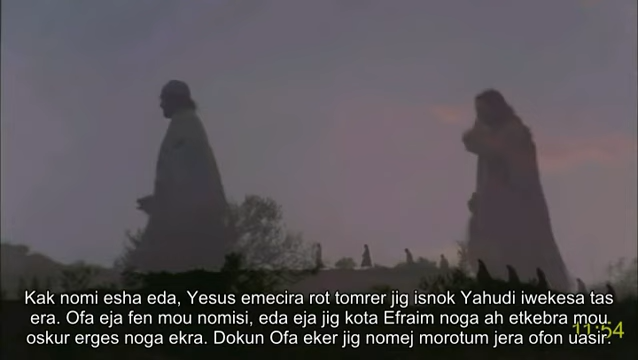 Kak nomi esha eda, Yesus emecira rot tomrer jig isnok Yahudi iwekesa tas
era. Ofa eja fen mou nomisi, eda eja jig kota Efraim noga ah etkebra mou
oskur erges noga ekra. Dokun Ofa eker jig nomej morotum jera ofon uasir.
11:54